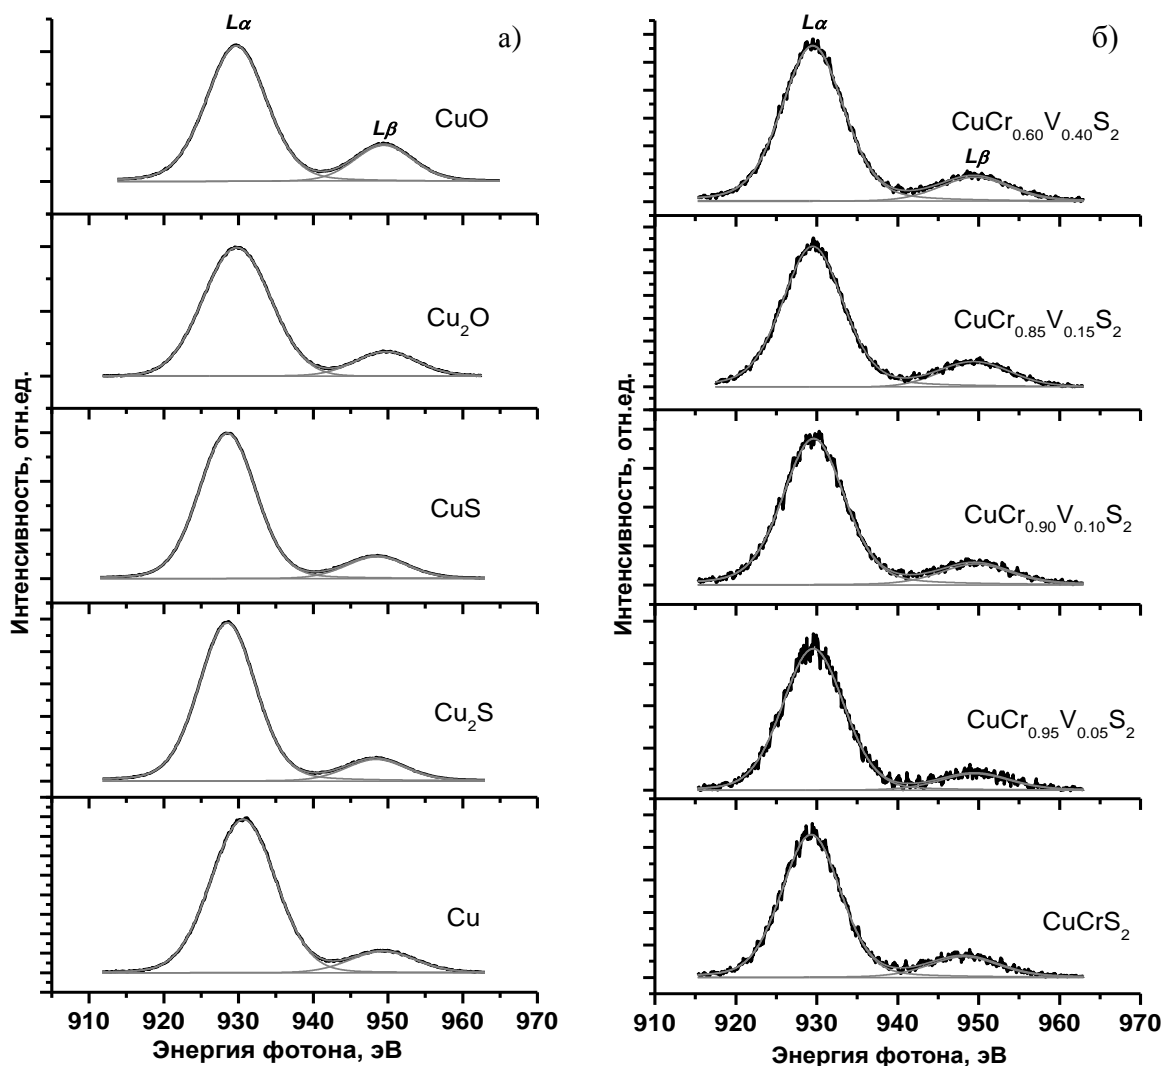 Lα
а)
Lβ
CuO
Cu₂O
CuS
Cu₂S
Cu
Интенсивность, отн.ед.
910 920 930 940 950 960 970
Энергия фотона, эВ
Lα
б)
CuCr₀.₆₀V₀.₄₀S₂
Lβ
CuCr₀.₈₅V₀.₁₅S₂
CuCr₀.₉₀V₀.₁₀S₂
CuCr₀.₉₅V₀.₀₅S₂
CuCrS₂
Интенсивность, отн.ед.
910 920 930 940 950 960 970
Энергия фотона, эВ